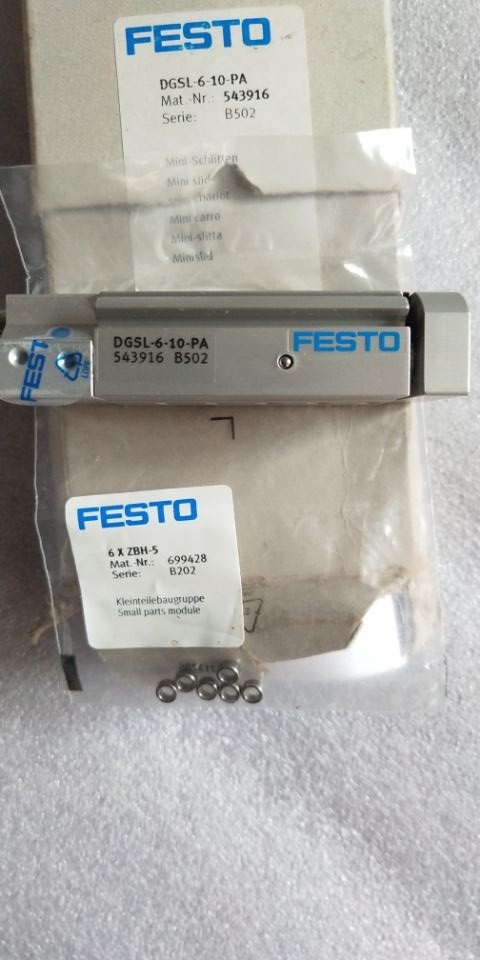 FESTO
DGSL-6-10-PA
Mat.-Nr.: 543916
Serie: B502
Mini-Schlitten
Mini slide
Mini carro
Mini-slitta
Minisläd
DGSL-6-10-PA
543916 B502
FESTO
FEST
FESTO
6 X ZBH-5
Mat.-Nr.: 699428
Serie: B202
Kleinteilebaugruppe
Small parts module